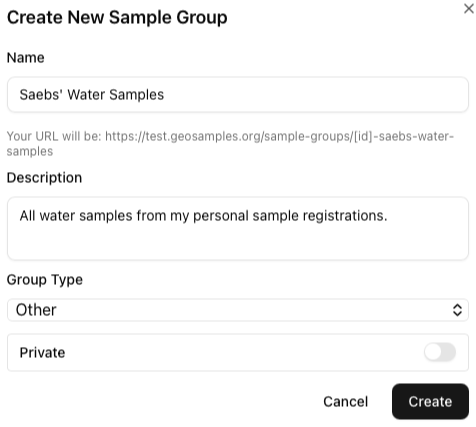 Create New Sample Group
Name
Saebs' Water Samples
Your URL will be: https://test.geosamples.org/sample-groups/[id]-saebs-water-
samples
Description
All water samples from my personal sample registrations.
Group Type
Other
Private
Cancel Create